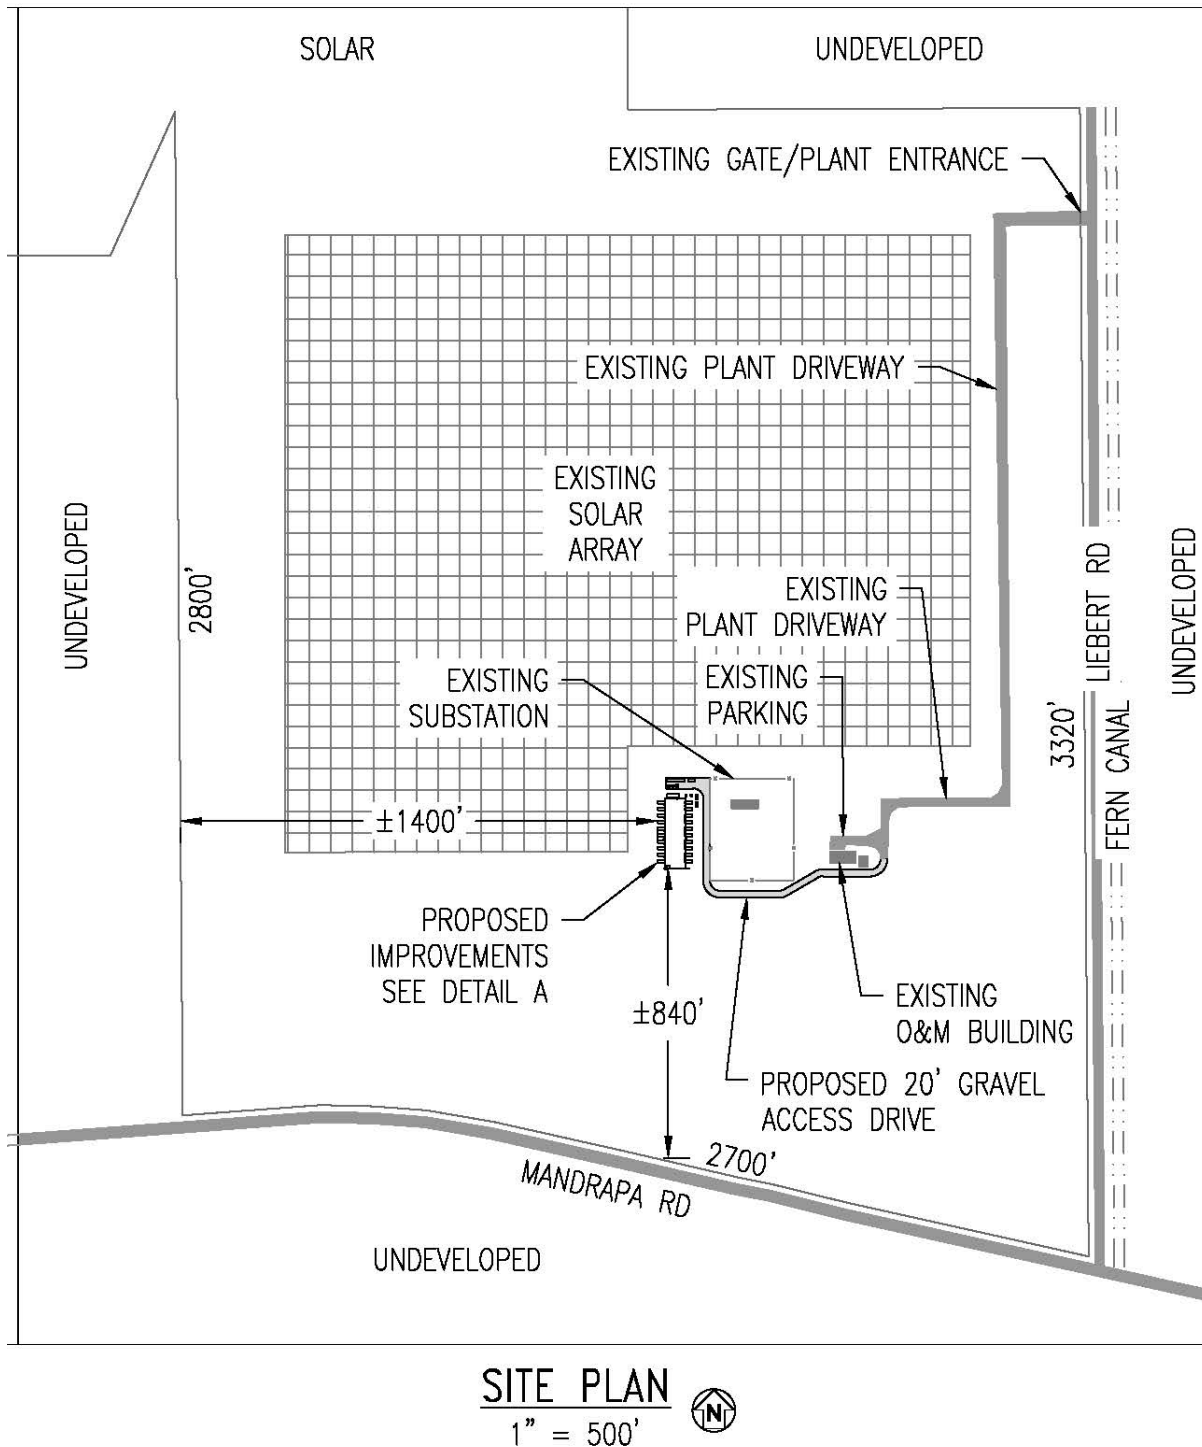 SOLAR
UNDEVELOPED
EXISTING GATE/PLANT ENTRANCE
EXISTING PLANT DRIVEWAY
EXISTING
SOLAR
ARRAY
UNDEVELOPED
2800'
EXISTING
PLANT DRIVEWAY
LIEBERT RD
UNDEVELOPED
EXISTING
SUBSTATION
EXISTING
PARKING
3320'
FERN CANAL
±1400'
PROPOSED
IMPROVEMENTS
SEE DETAIL A
±840'
EXISTING
O&M BUILDING
PROPOSED 20' GRAVEL
ACCESS DRIVE
2700'
MANDRAPA RD
UNDEVELOPED
SITE PLAN
1" = 500'
N